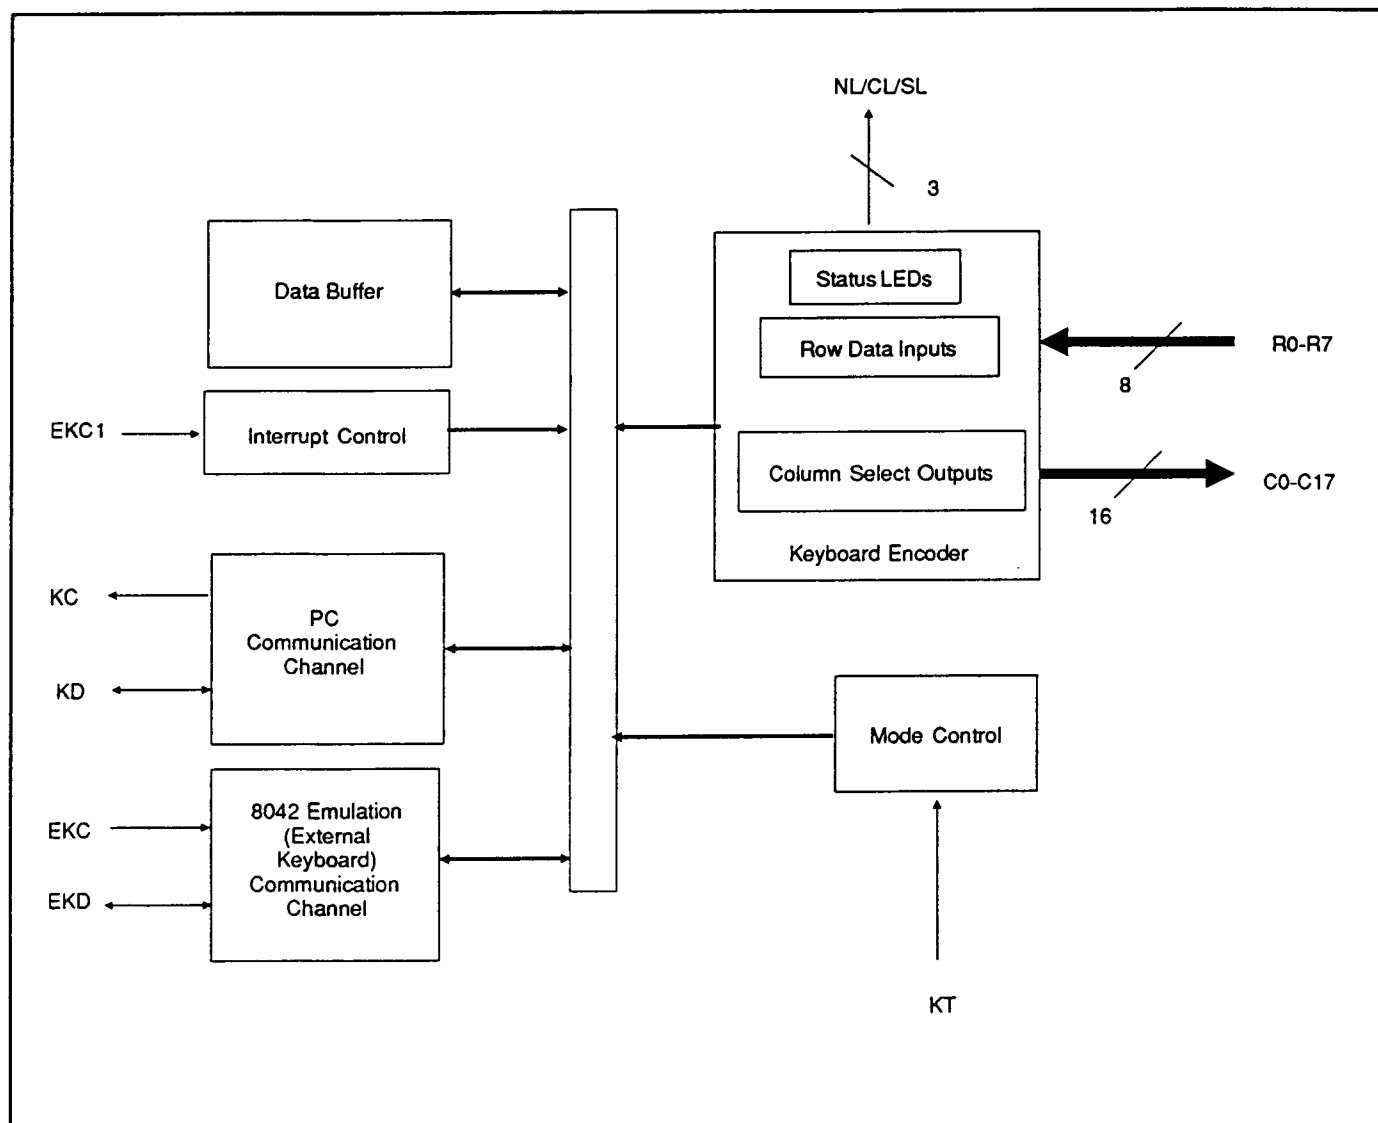 NL/CL/SL
3
Data Buffer
Status LEDs
Row Data Inputs
R0-R7
8
EKC1
Interrupt Control
Column Select Outputs
C0-C17
16
Keyboard Encoder
KC
PC
Communication
Channel
KD
Mode Control
EKC
8042 Emulation
(External
Keyboard)
Communication
Channel
EKD
KT